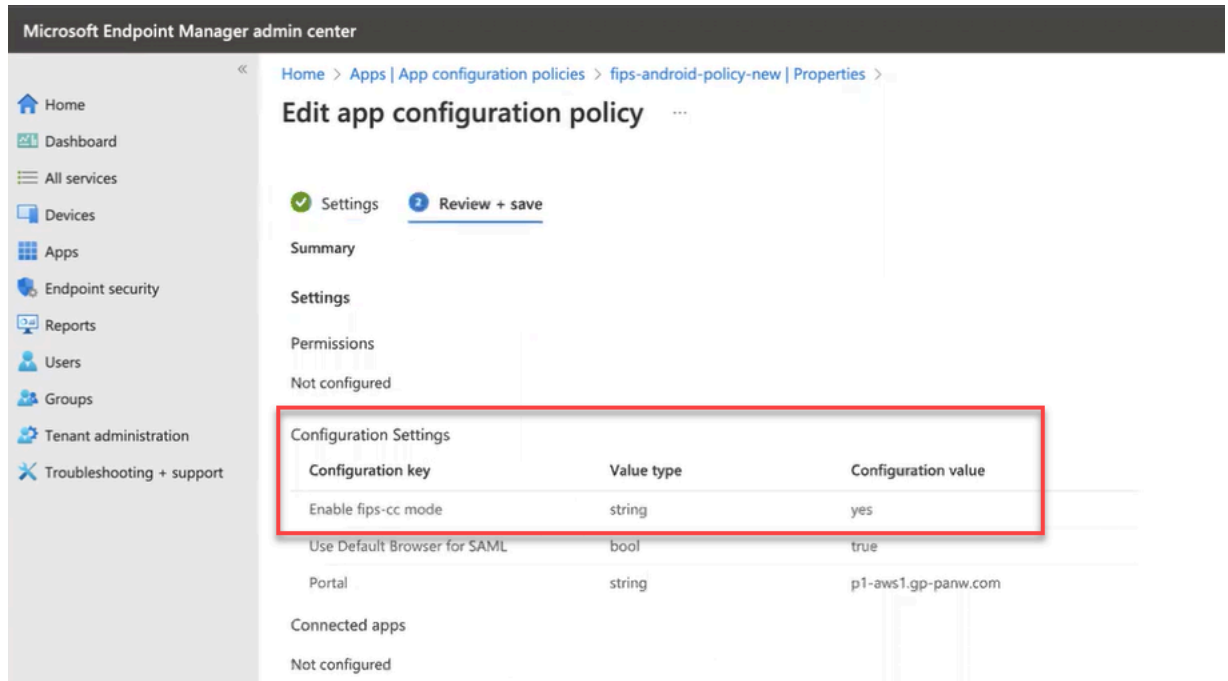 Microsoft Endpoint Manager admin center
«
Home > Apps | App configuration policies > fips-android-policy-new | Properties >
Edit app configuration policy ...
Home
Dashboard
All services
Devices
Apps
Endpoint security
Reports
Users
Groups
Tenant administration
Troubleshooting + support
Settings 2 Review + save
Summary
Settings
Permissions
Not configured
Configuration Settings
Configuration key Value type Configuration value
Enable fips-cc mode string yes
Use Default Browser for SAML bool true
Portal string p1-aws1.gp-panw.com
Connected apps
Not configured